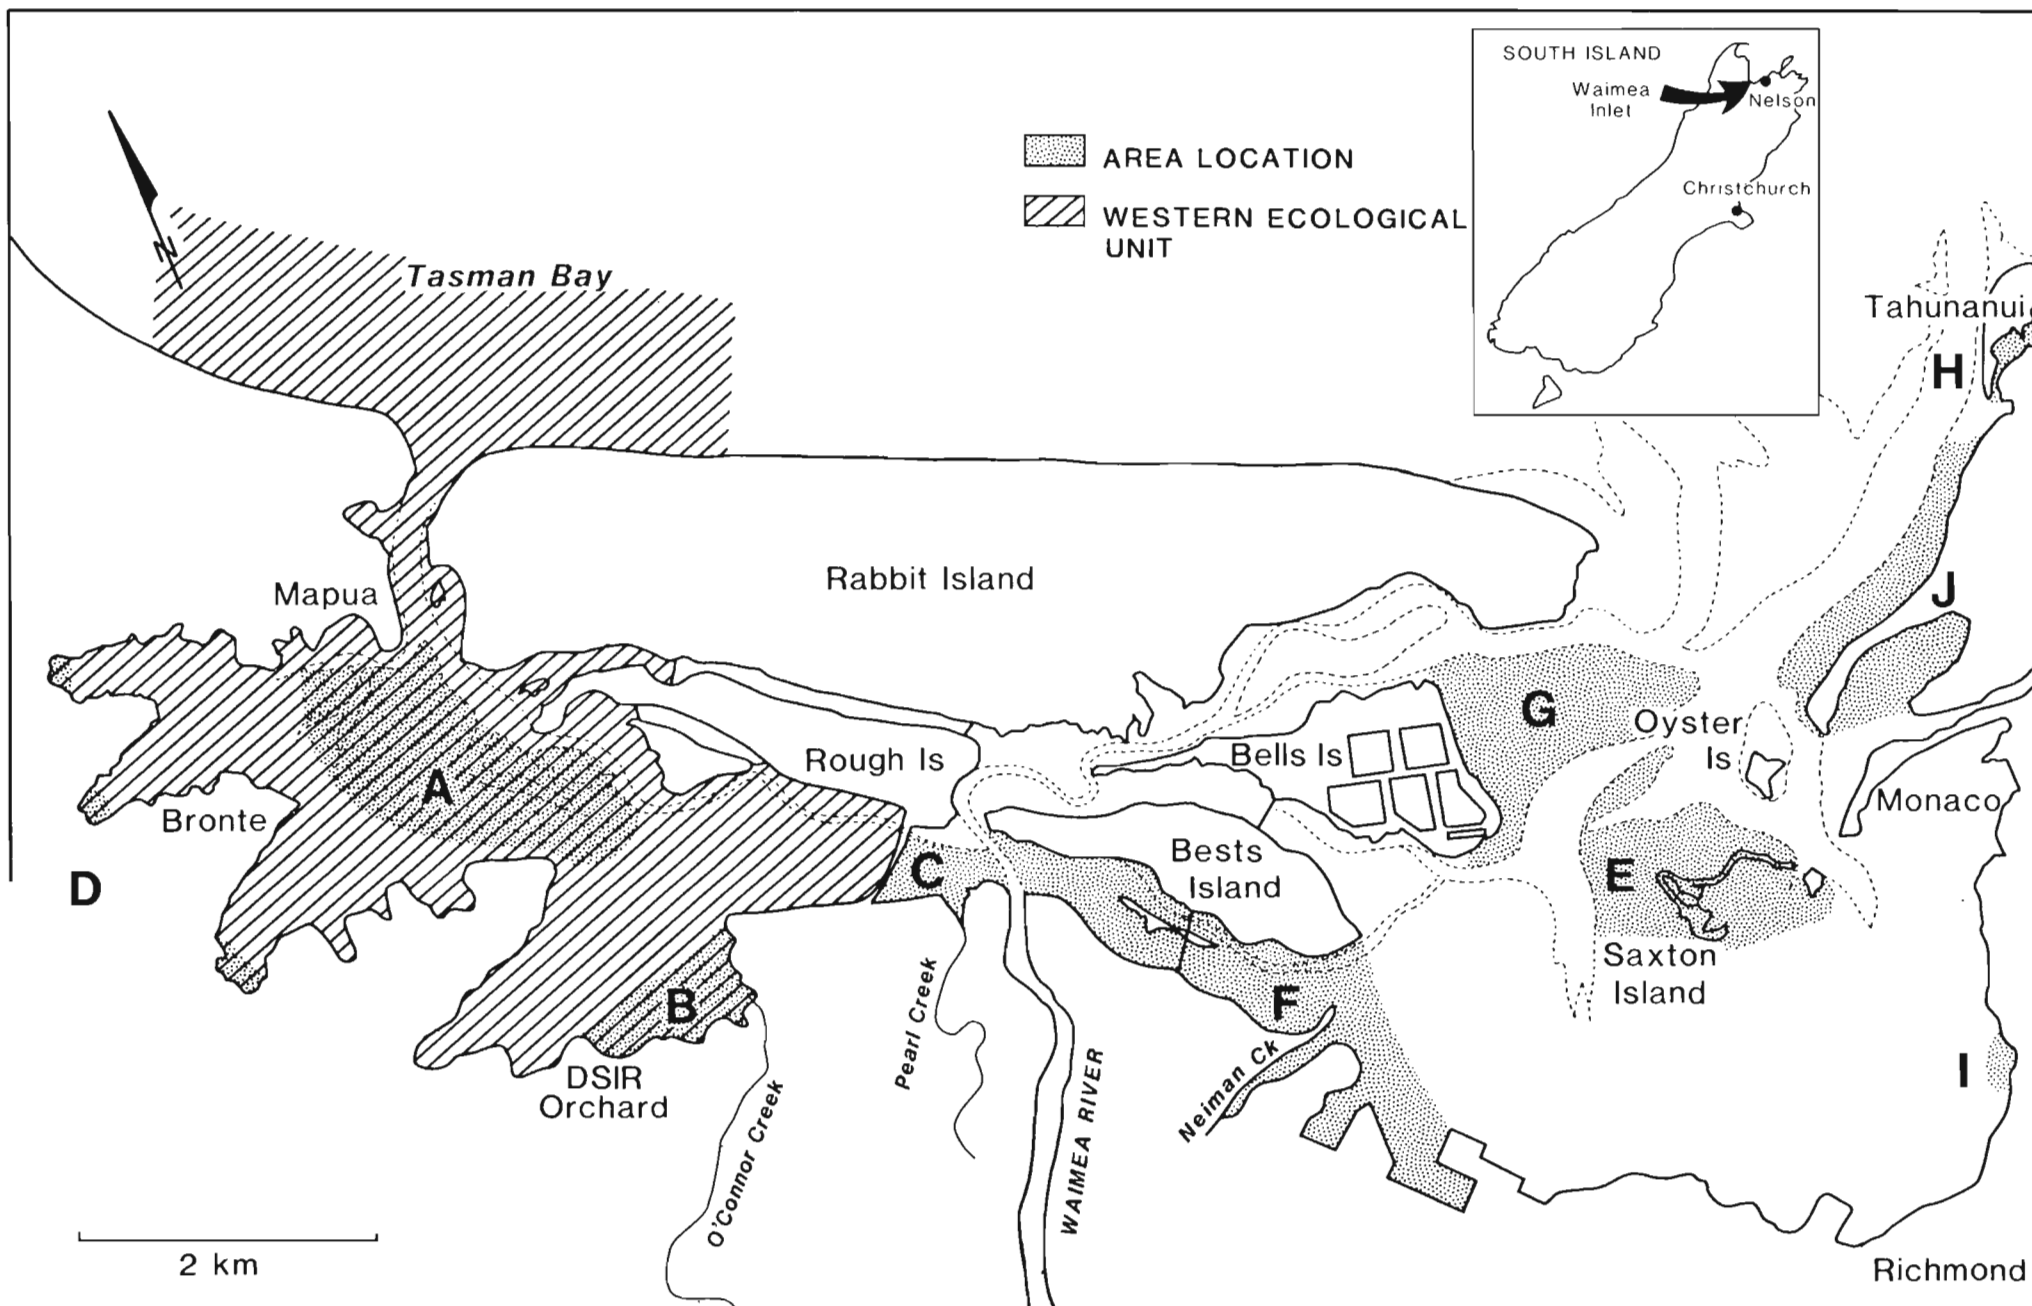 SOUTH ISLAND
Waimea
Inlet
Nelson
Christchurch
AREA LOCATION
WESTERN ECOLOGICAL
UNIT
N
Tasman Bay
Tahunanui
H
Rabbit Island
Mapua
J
G
Oyster
Is
Rough Is
Bells Is
A
Bronte
Monaco
Bests
Island
C
E
D
Saxton
Island
B
F
Pearl Creek
Neiman Ck
I
DSIR
Orchard
O'Connor Creek
WAIMEA RIVER
2 km
Richmond